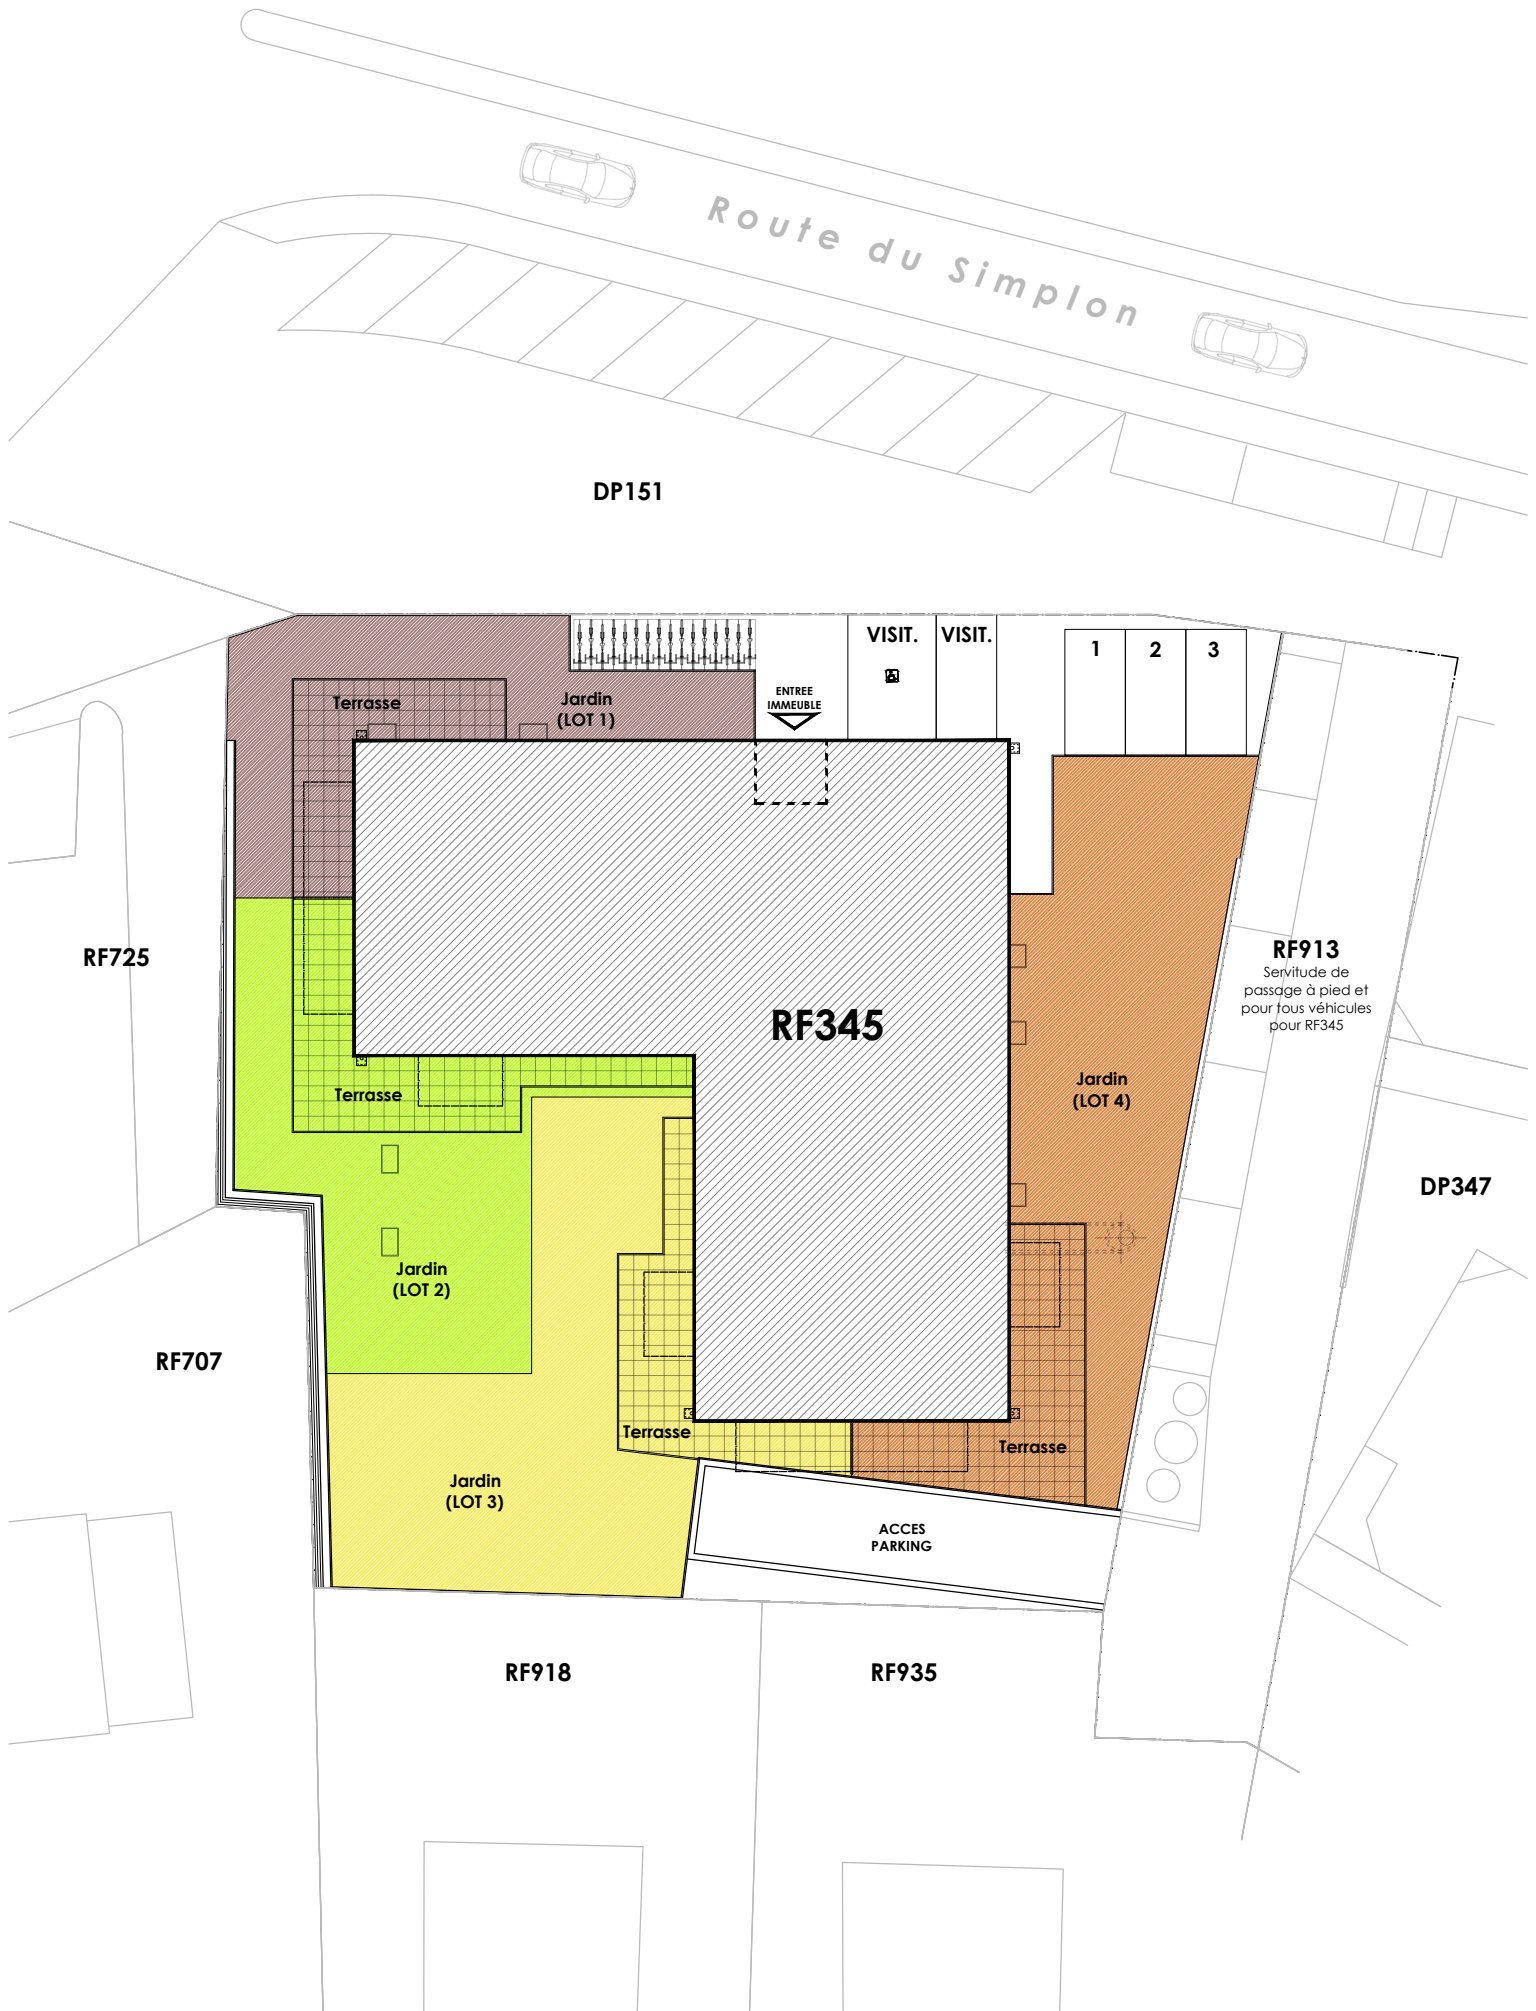 Route du Simplon
DP151
VISIT.
VISIT.
1
2
3
ENTREE
IMMEUBLE
Terrasse
Jardin
(LOT 1)
RF725
RF345
RF913
Servitude de
passage à pied et
pour tous véhicules
pour RF345
Terrasse
Jardin
(LOT 4)
DP347
Jardin
(LOT 2)
RF707
Terrasse
Terrasse
Jardin
(LOT 3)
ACCES
PARKING
RF918
RF935